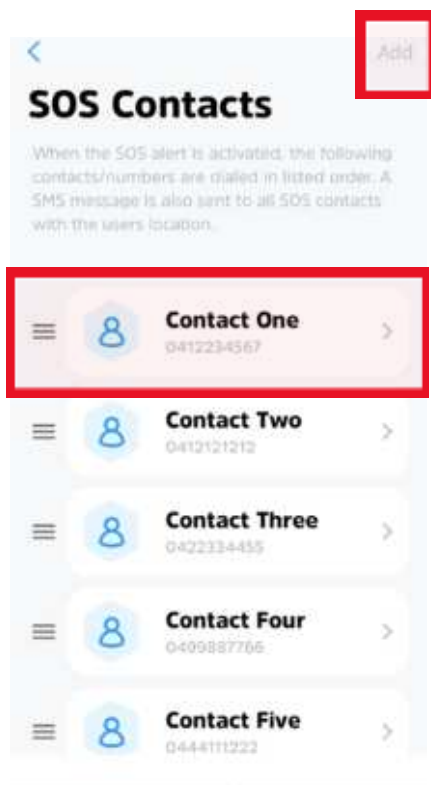 Add
SOS Contacts
When the SOS alert is activated, the following
contacts/numbers are dialed in listed order. A
SMS message is also sent to all SOS contacts
with the users location.
Contact One
0412234567
Contact Two
0412121212
Contact Three
0422334455
Contact Four
0499887766
Contact Five
0444111222